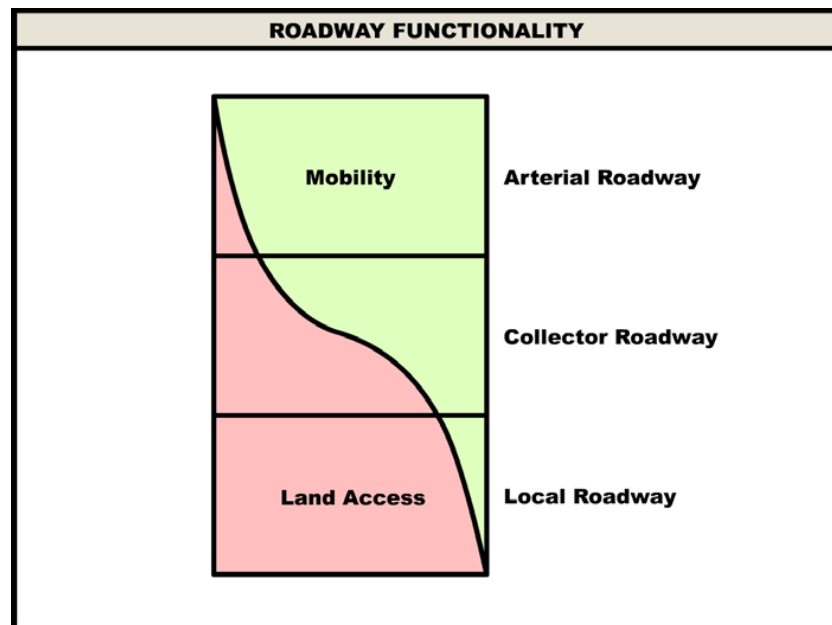 ROADWAY FUNCTIONALITY
Mobility
Arterial Roadway
Collector Roadway
Land Access
Local Roadway